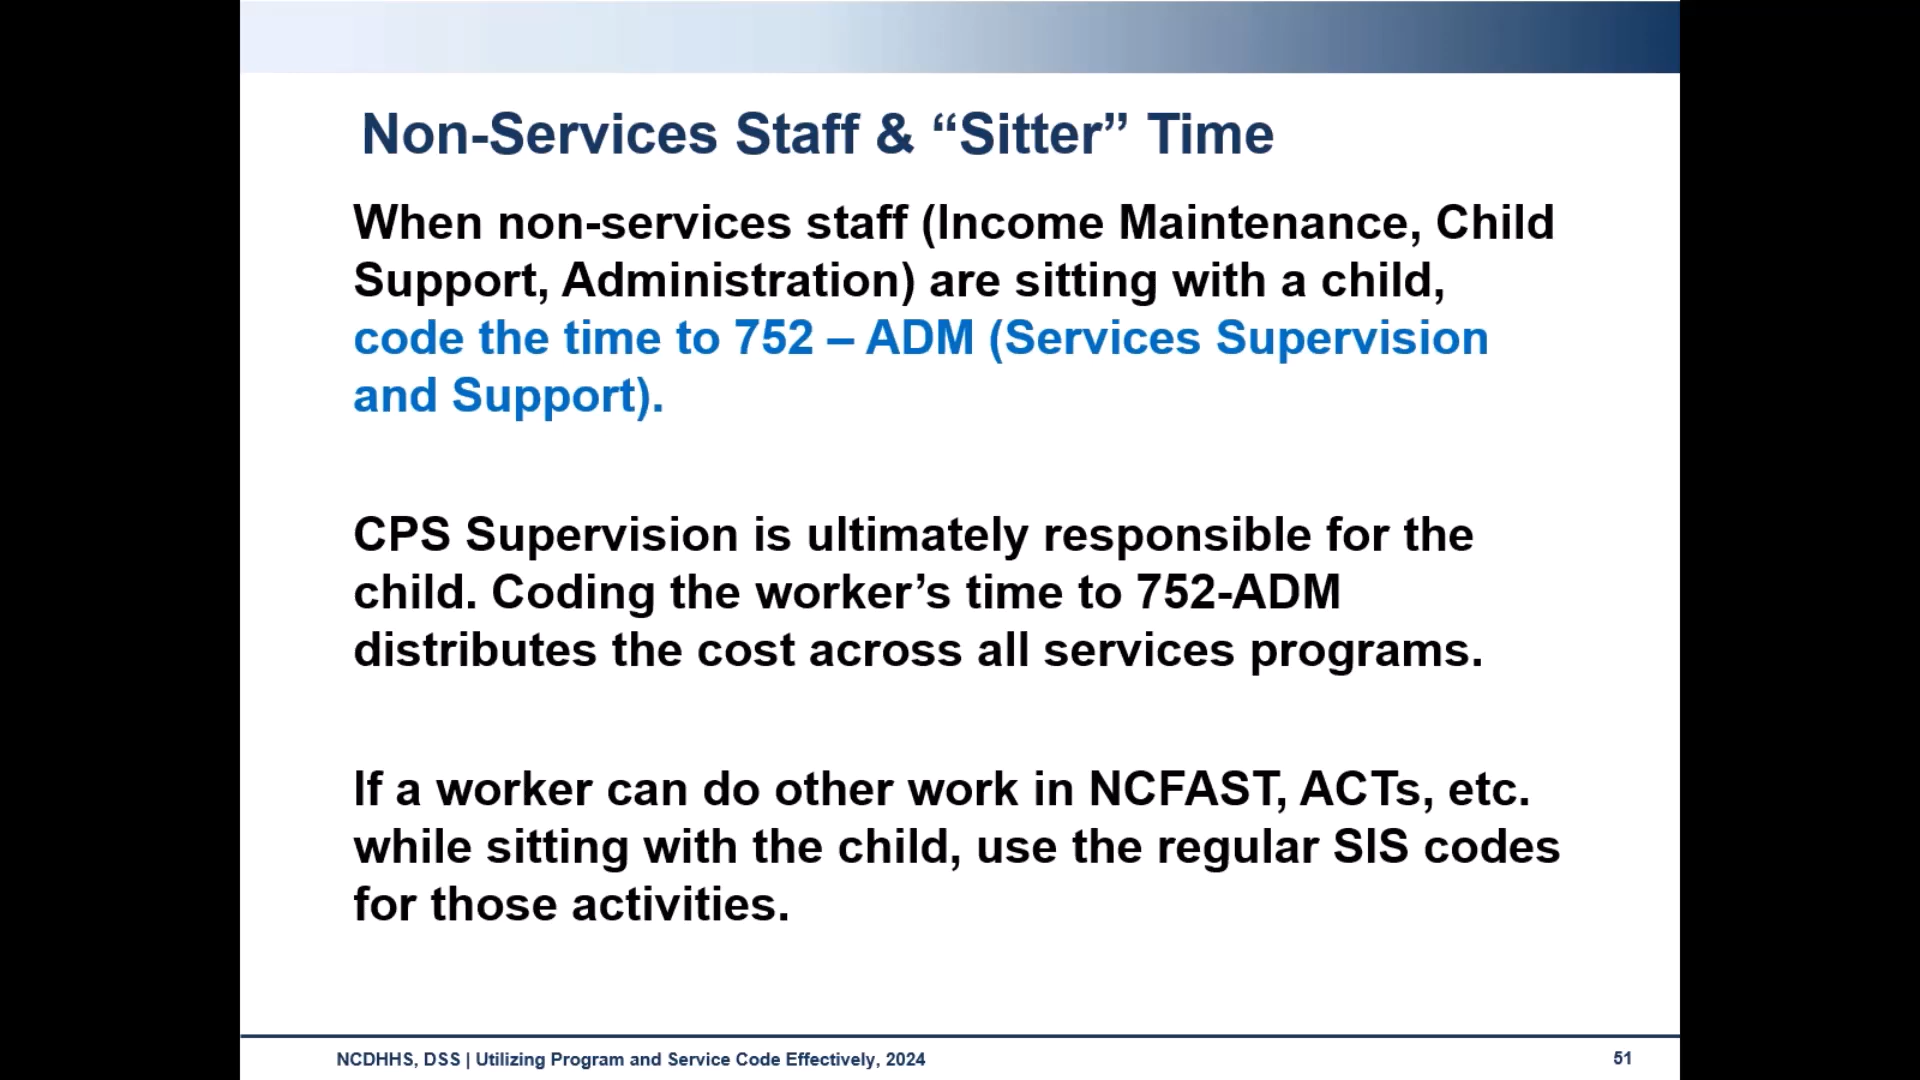 Non-Services Staff & “Sitter” Time
When non-services staff (Income Maintenance, Child
Support, Administration) are sitting with a child,
code the time to 752 – ADM (Services Supervision
and Support).
CPS Supervision is ultimately responsible for the
child. Coding the worker’s time to 752-ADM
distributes the cost across all services programs.
If a worker can do other work in NCFAST, ACTs, etc.
while sitting with the child, use the regular SIS codes
for those activities.
NCDHHS, DSS | Utilizing Program and Service Code Effectively, 2024
51